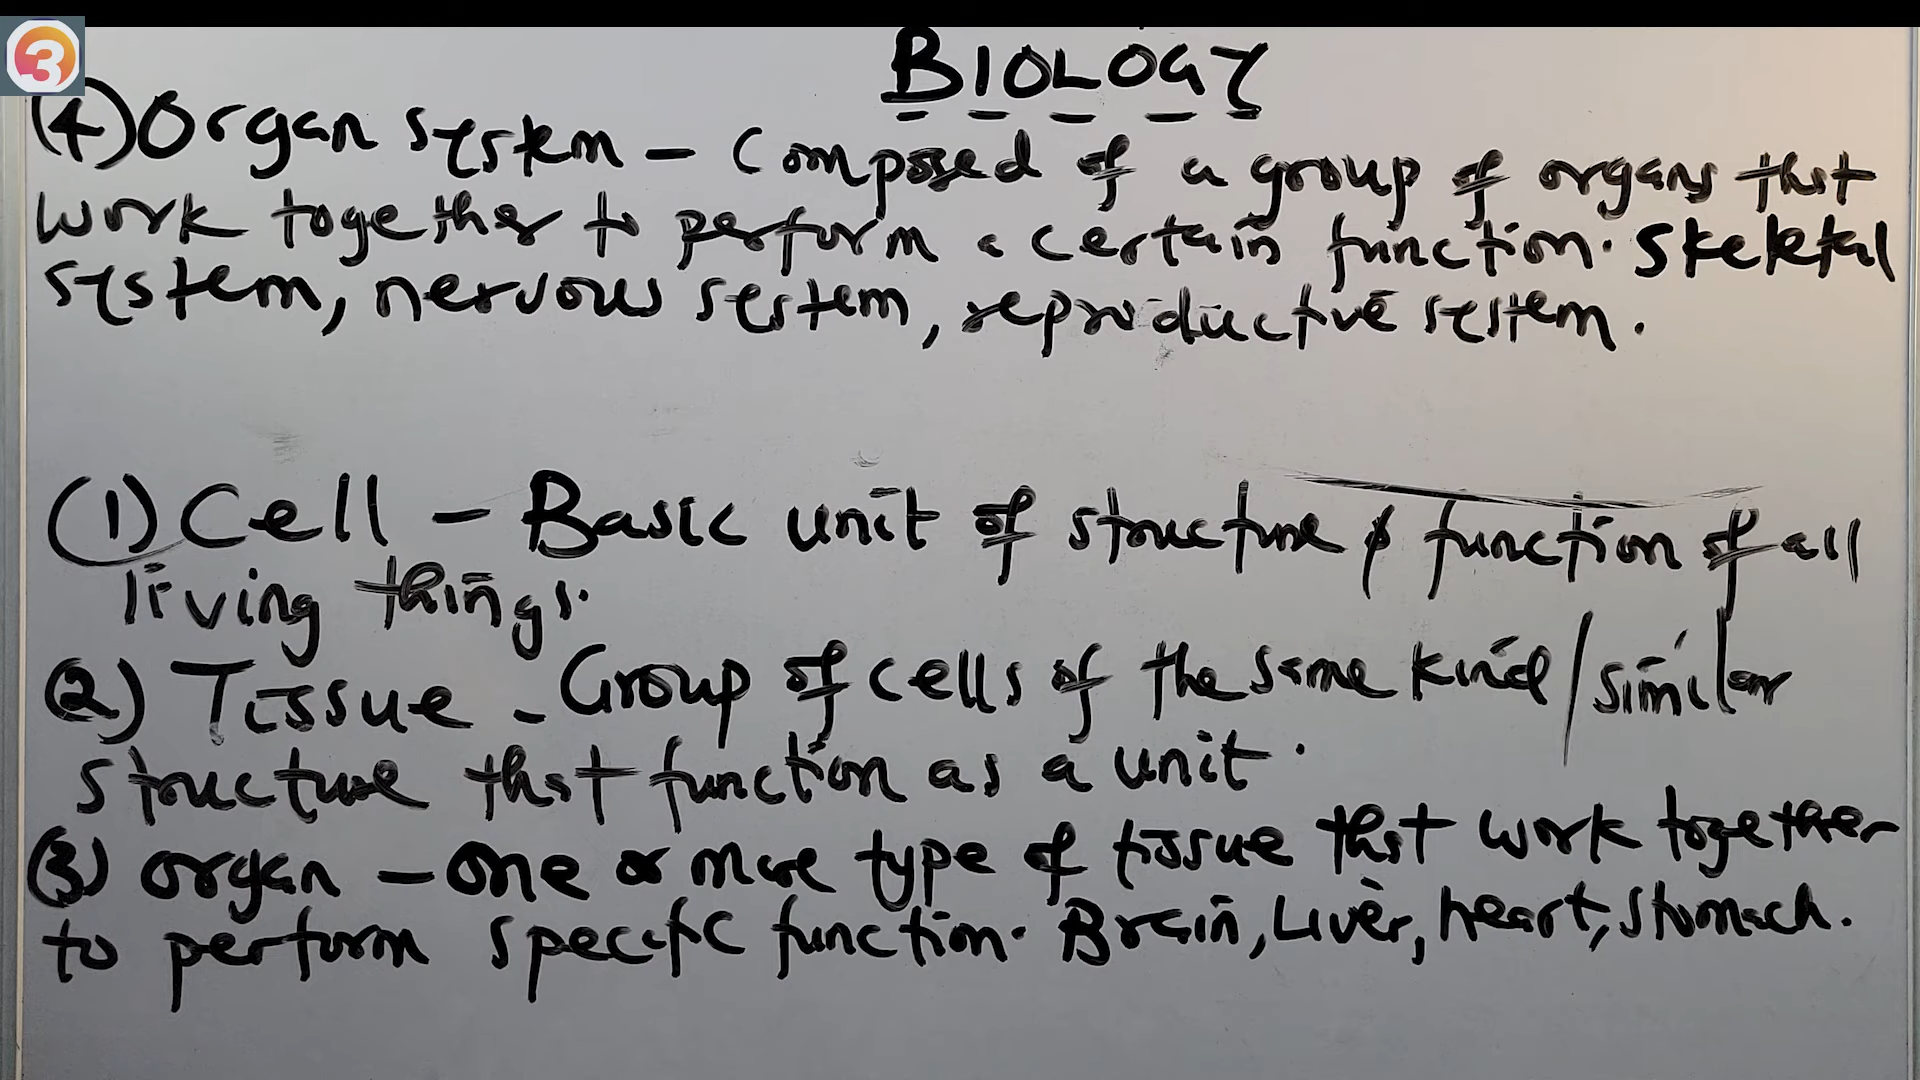 3
BIOLOGY
(4) Organ system - Composed of a group of organs that
work together to perform a certain function. Skeletal
system, nervous system, reproductive system.
(1) Cell - Basic unit of structure & function of all
living things.
(2) Tissue - Group of cells of the same kind/similar
structure that function as a unit.
(3) organ - one or more type of tissue that work together
to perform specific function. Brain, Liver, heart, stomach.